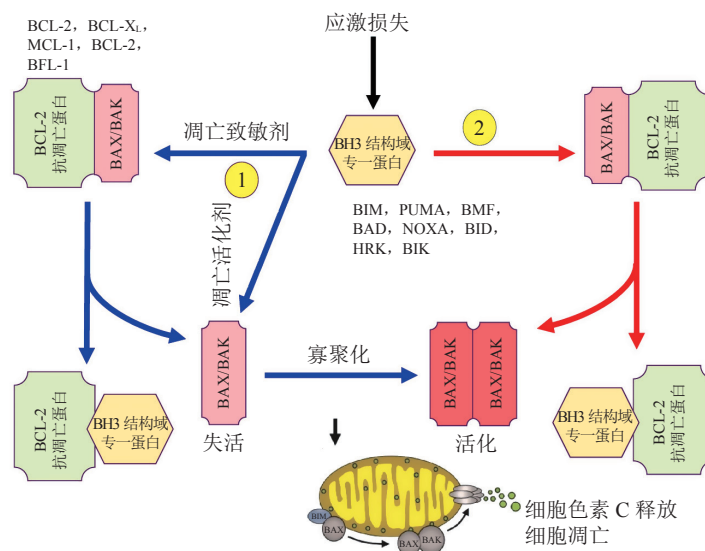 BCL-2，BCL-XL，
MCL-1，BCL-2，
BFL-1
应激损失
BCL-2
抗凋亡蛋白
BAX/BAK
凋亡致敏剂
1
凋亡活化剂
BH3 结构域
专一蛋白
2
BAX/BAK
BCL-2
抗凋亡蛋白
BIM，PUMA，BMF，
BAD，NOXA，BID，
HRK，BIK
BCL-2
抗凋亡蛋白
BH3 结构域
专一蛋白
BAX/BAK
失活
寡聚化
BAX/BAK
BAX/BAK
活化
BH3 结构域
专一蛋白
BCL-2
抗凋亡蛋白
BIM
BAX
BAX
BAK
细胞色素 C 释放
细胞凋亡